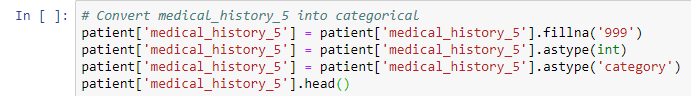 In [ ]: # Convert medical_history_5 into categorical
patient['medical_history_5'] = patient['medical_history_5'].fillna('999')
patient['medical_history_5'] = patient['medical_history_5'].astype(int)
patient['medical_history_5'] = patient['medical_history_5'].astype('category')
patient['medical_history_5'].head()